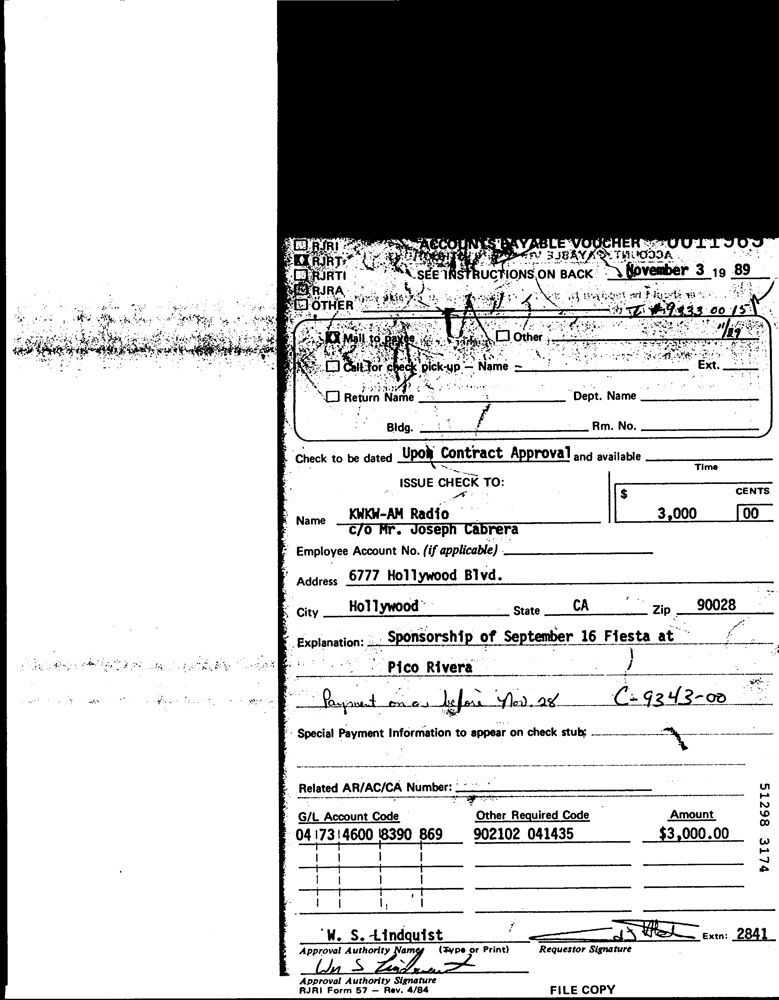 RJRI ACCOUNTS PAYABLE VOUCHER
RJRT
RJRTI SEE INSTRUCTIONS ON BACK November 3 19 89
RJRA
OTHER
Mail to payee Other 11/29
Call for check pick-up — Name Ext.
Return Name Dept. Name
Bldg. Rm. No.
Check to be dated Upon Contract Approval and available
Time
ISSUE CHECK TO:
$ CENTS
Name KWKW-AM Radio 3,000 00
c/o Mr. Joseph Cabrera
Employee Account No. (if applicable)
Address 6777 Hollywood Blvd.
City Hollywood State CA Zip 90028
Explanation: Sponsorship of September 16 Fiesta at
Pico Rivera
Payment on or before Nov. 28 C-9343-00
Special Payment Information to appear on check stub:
Related AR/AC/CA Number:
G/L Account Code Other Required Code Amount
04 73 4600 8390 869 902102 041435 $3,000.00
51298 3174
W. S. Lindquist Extn: 2841
Approval Authority Name (Type or Print) Requestor Signature
Wm S Lindquist
Approval Authority Signature
RJRI Form 57 — Rev. 4/84 FILE COPY